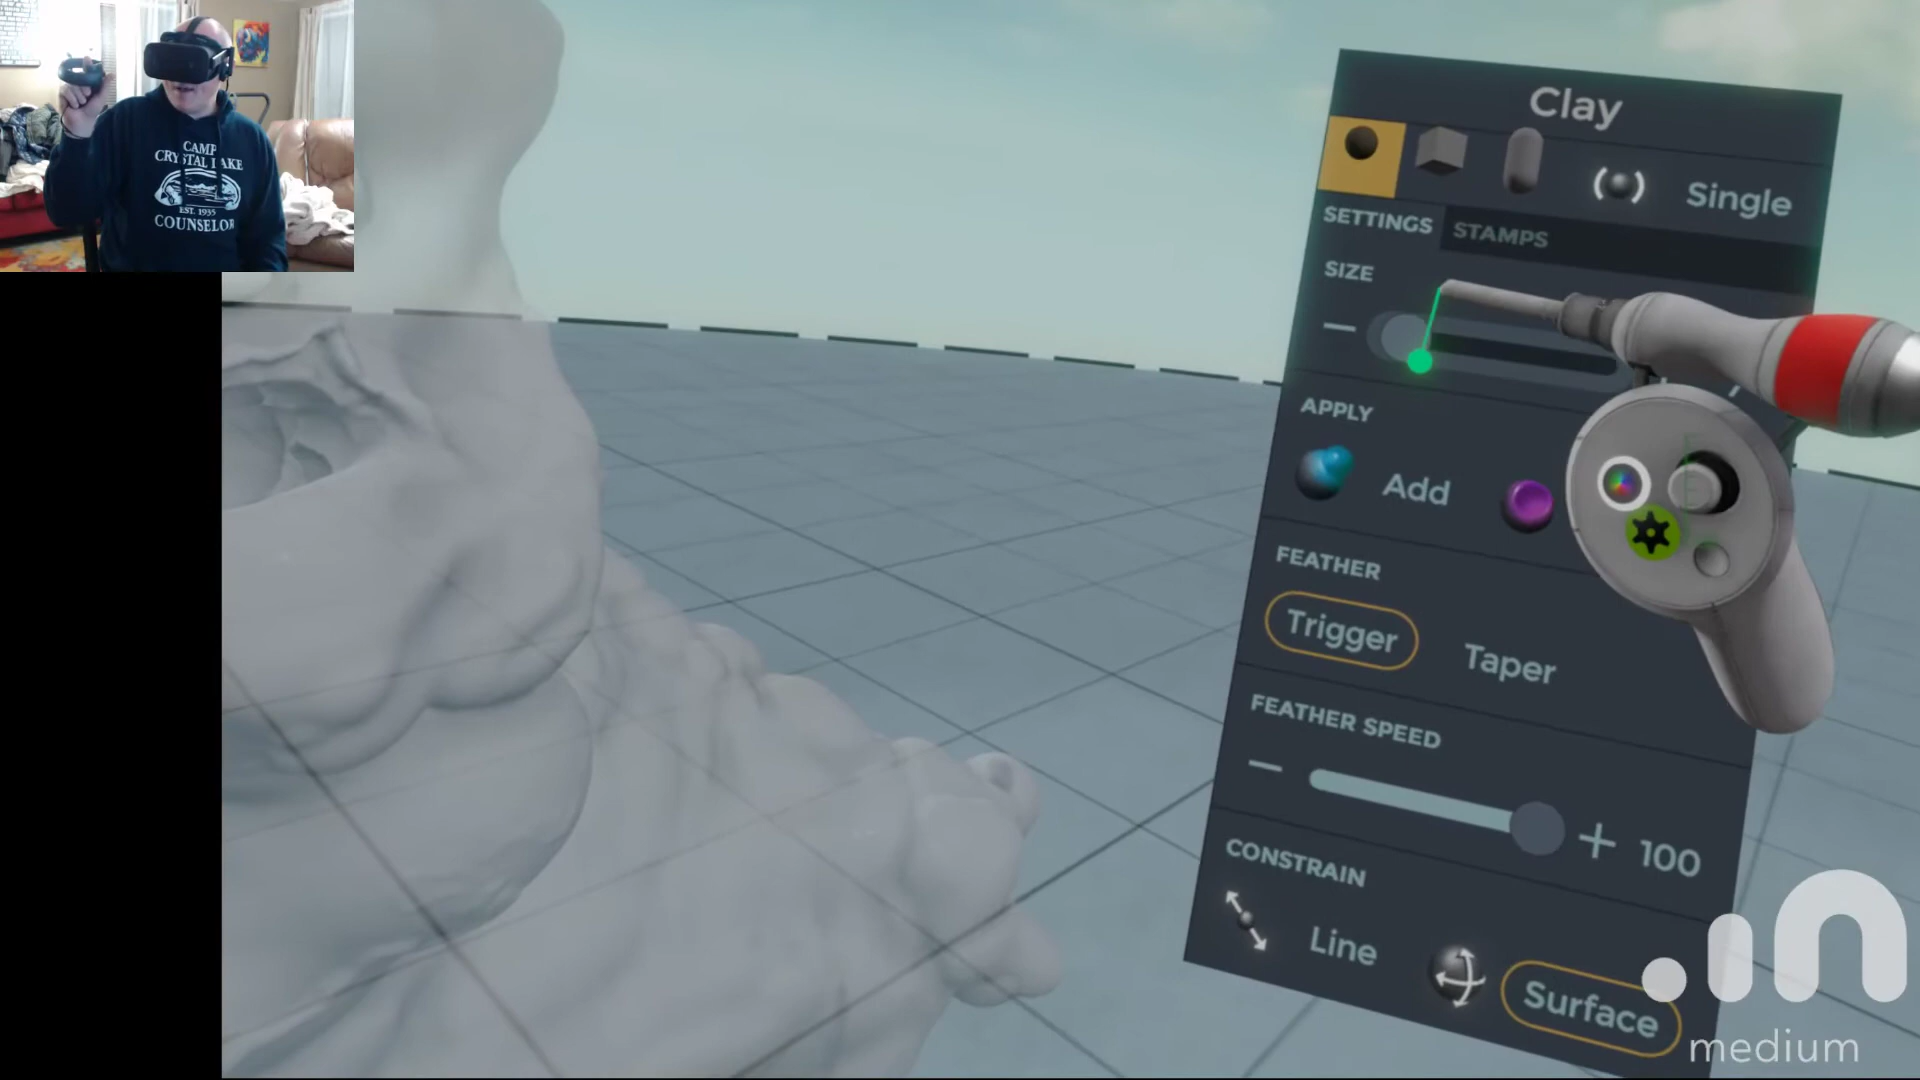 CAMP
CRYSTAL LAKE
EST. 1935
COUNSELOR
Clay
Single
SETTINGS
STAMPS
SIZE
APPLY
Add
FEATHER
Trigger
Taper
FEATHER SPEED
100
CONSTRAIN
Line
Surface
medium